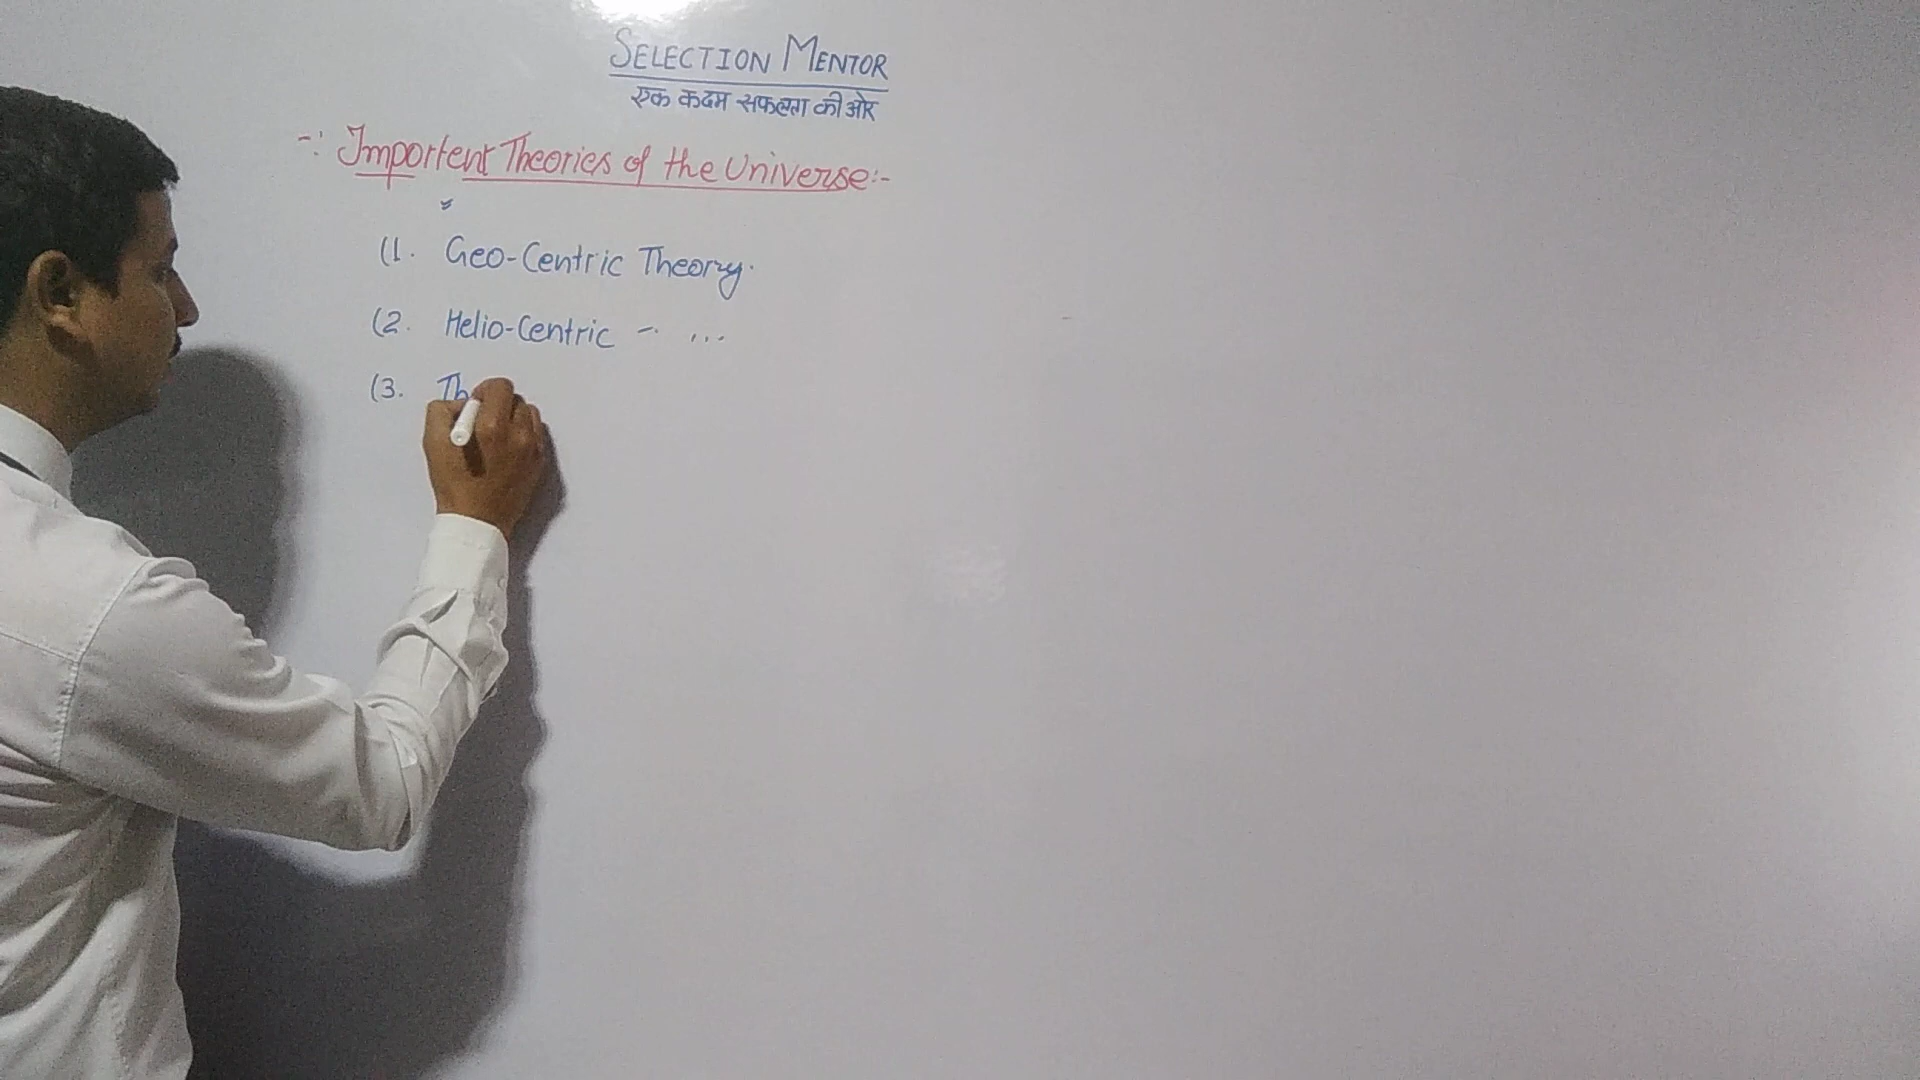 SELECTION MENTOR
एक कदम सफलता की ओर
-: Importent Theories of the Universe:-
(1. Geo-Centric Theory.
(2. Helio-Centric -. ...
(3. Th